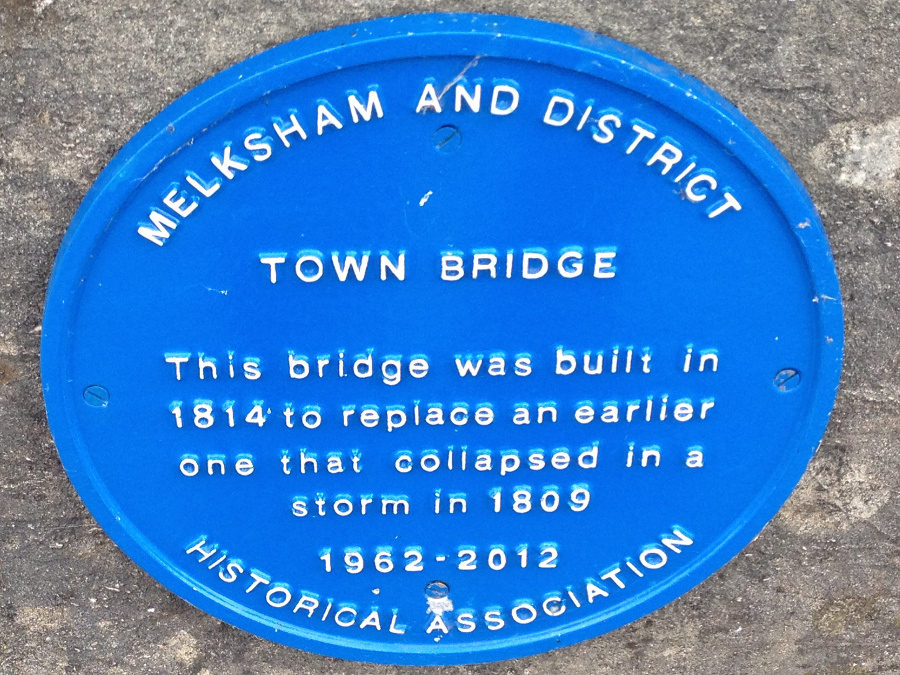 MELKSHAM AND DISTRICT
TOWN BRIDGE
This bridge was built in
1814 to replace an earlier
one that collapsed in a
storm in 1809
1962-2012
HISTORICAL ASSOCIATION